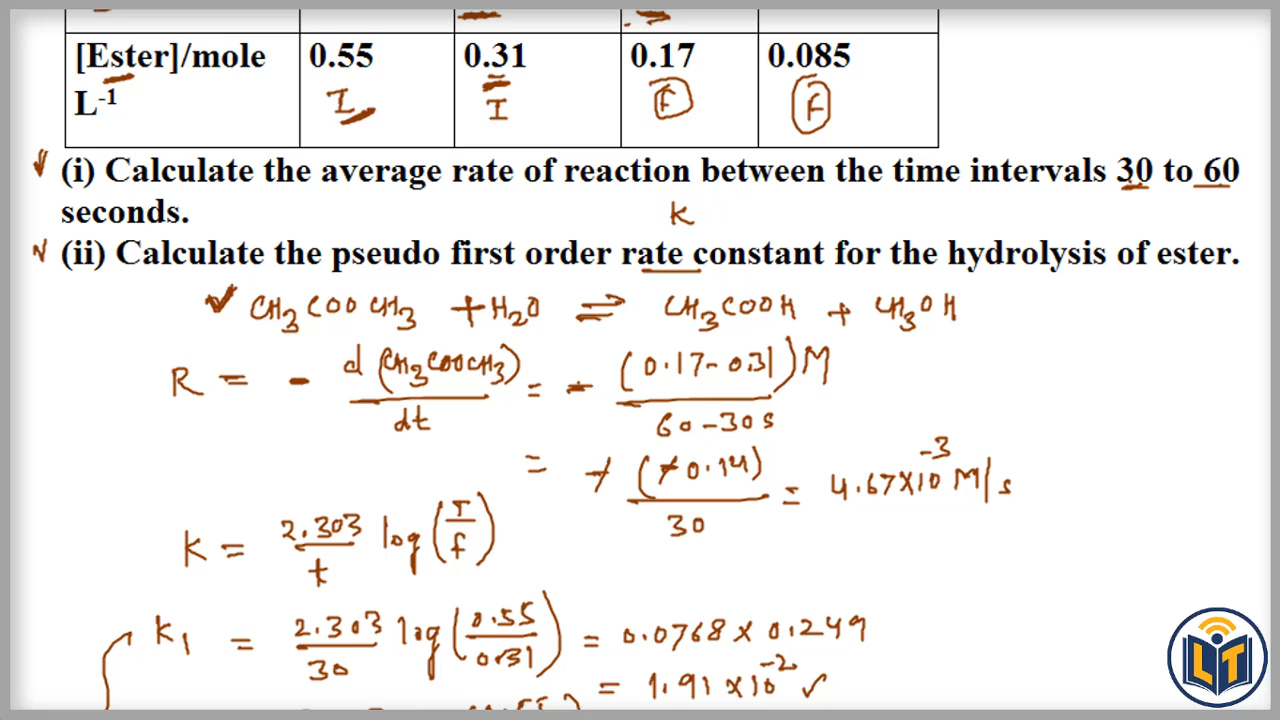 [Ester]/mole L⁻¹ 0.55 0.31 0.17 0.085
I I F F
(i) Calculate the average rate of reaction between the time intervals 30 to 60
seconds.
K
(ii) Calculate the pseudo first order rate constant for the hydrolysis of ester.
CH₃COOCH₃ + H₂O ⇌ CH₃COOH + CH₃OH
R = - d(CH₃COOCH₃)/dt = - (0.17-0.31)M / 60-30s
= + (-0.14) / 30 = 4.67×10⁻³ M/s
K = 2.303/t log(I/f)
K₁ = 2.303/30 log(0.55/0.31) = 0.0768 × 0.249
= 1.91×10⁻²
LT